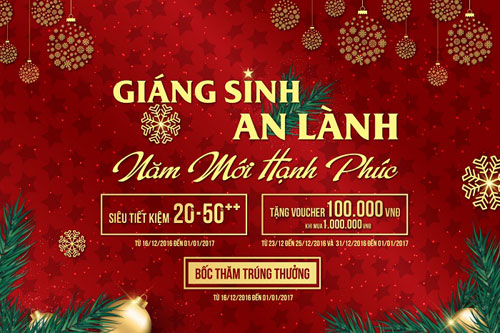 GIÁNG SINH
AN LÀNH
Năm Mới Hạnh Phúc
SIÊU TIẾT KIỆM 20-50++
TỪ 16/12/2016 ĐẾN 01/01/2017
TẶNG VOUCHER 100.000 VNĐ
KHI MUA 1.000.000 VNĐ
TỪ 23/12 ĐẾN 25/12/2016 VÀ 31/12/2016 ĐẾN 01/01/2017
BỐC THĂM TRÚNG THƯỞNG
TỪ 16/12/2016 ĐẾN 01/01/2017